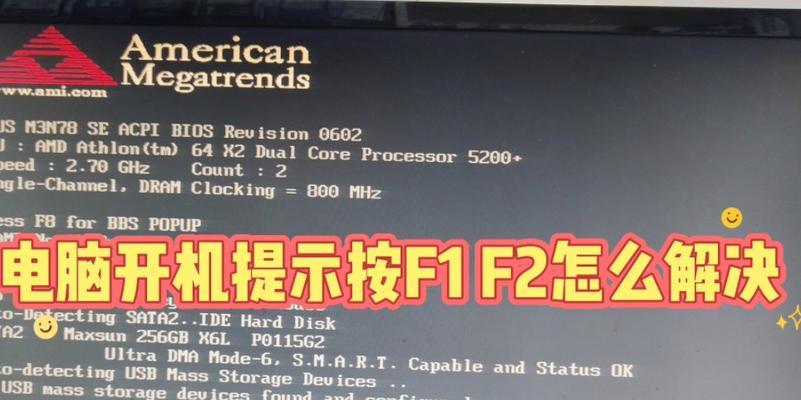 American
Megatrends
www.ami.com
US M3N78 SE ACPI BIOS Revision 0602
U : AMD Athlon(tm) 64 X2 Dual Core Processor 5200+
peed : 2.70 GHz Count : 2
ngle-Channel, DRAM Clocking = 800 MHz
ess F8 for BBS POPUP
电脑开机提示按F1 F2怎么解决
to-Detecting SATA2..IDE Hard Disk
TA2 Maxsun 256GB X6L P0115G2
Ultra DMA Mode-6, S.M.A.R.T. Capable and Status OK
to-detecting USB Mass Storage Devices ..
USB mass storage devices found and